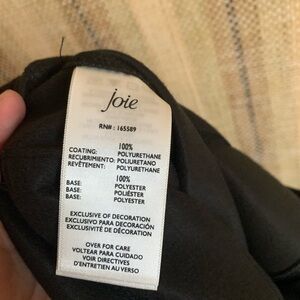 joie
RN# : 165589
100%
COATING: POLYURETHANE
RECUBRIMIENTO: POLIURETANO
REVÊTEMENT: POLYURETHANE
100%
BASE: POLYESTER
BASE: POLIÉSTER
BASE: POLYESTER
EXCLUSIVE OF DECORATION
EXCLUSIVO PARA DECORACIÓN
EXCLUSIVITÉ DE DÉCORATION
OVER FOR CARE
VOLTEAR PARA CUIDADO
VOIR DIRECTIVES
D'ENTRETIEN AU VERSO